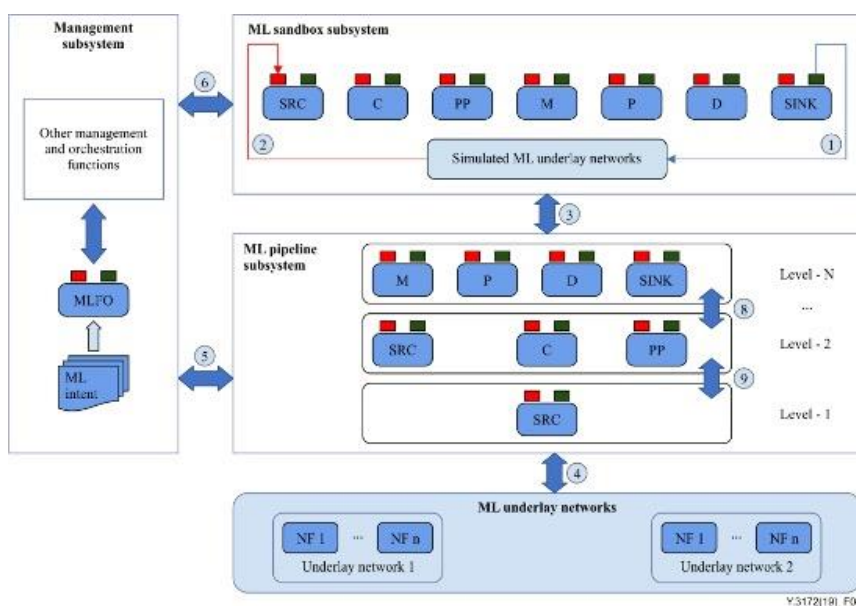 Management
subsystem
ML sandbox subsystem
6
SRC
C
PP
M
P
D
SINK
Other management
and orchestration
functions
2
1
Simulated ML underlay networks
3
ML pipeline
subsystem
M
P
D
SINK
Level - N
MLFO
8
...
SRC
C
PP
Level - 2
5
ML
intent
9
SRC
Level - 1
4
ML underlay networks
NF 1
...
NF n
NF 1
...
NF n
Underlay network 1
Underlay network 2
Y.3172(19)_F0